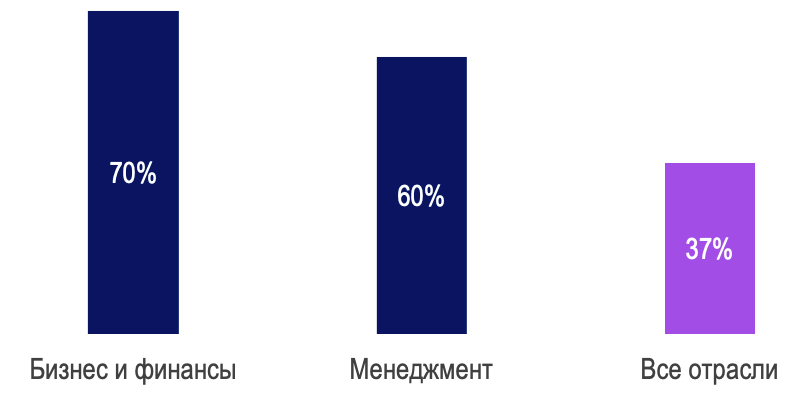 70%
60%
37%
Бизнес и финансы
Менеджмент
Все отрасли